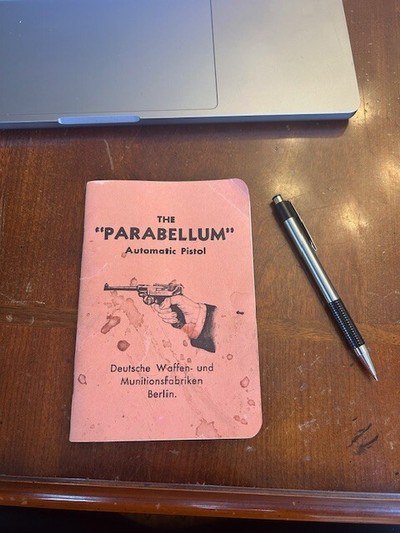 THE
"PARABELLUM"
Automatic Pistol
Deutsche Waffen- und
Munitionsfabriken
Berlin.